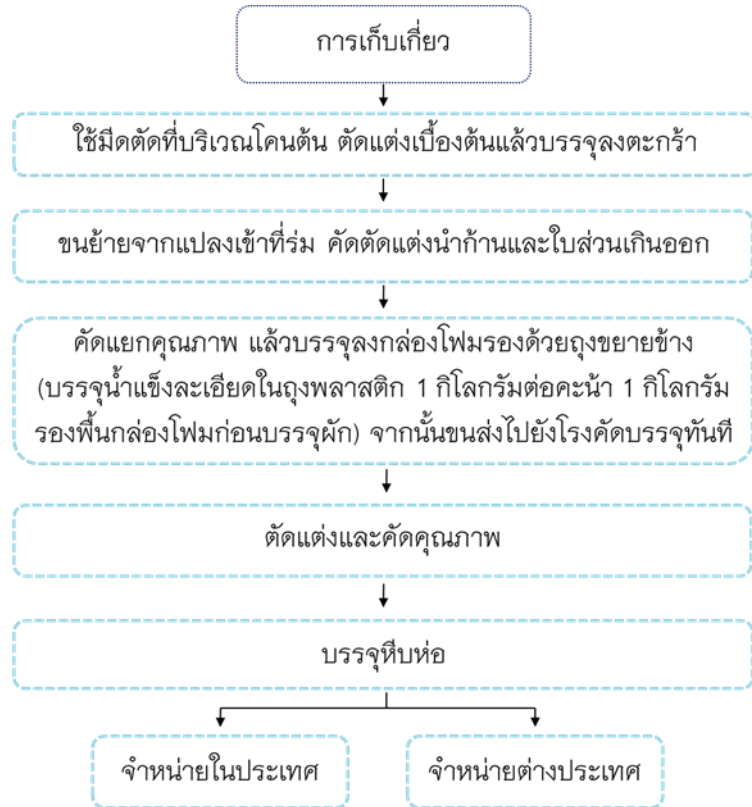 การเก็บเกี่ยว
ใช้มีดตัดที่บริเวณโคนต้น ตัดแต่งเบื้องต้นแล้วบรรจุลงตะกร้า
ขนย้ายจากแปลงเข้าที่ร่ม คัดตัดแต่งนำก้านและใบส่วนเกินออก
คัดแยกคุณภาพ แล้วบรรจุลงกล่องโฟมรองด้วยถุงขยายข้าง
(บรรจุน้ำแข็งละเอียดในถุงพลาสติก 1 กิโลกรัมต่อคะน้า 1 กิโลกรัม
รองพื้นกล่องโฟมก่อนบรรจุผัก) จากนั้นขนส่งไปยังโรงคัดบรรจุทันที
ตัดแต่งและคัดคุณภาพ
บรรจุหีบห่อ
จำหน่ายในประเทศ
จำหน่ายต่างประเทศ